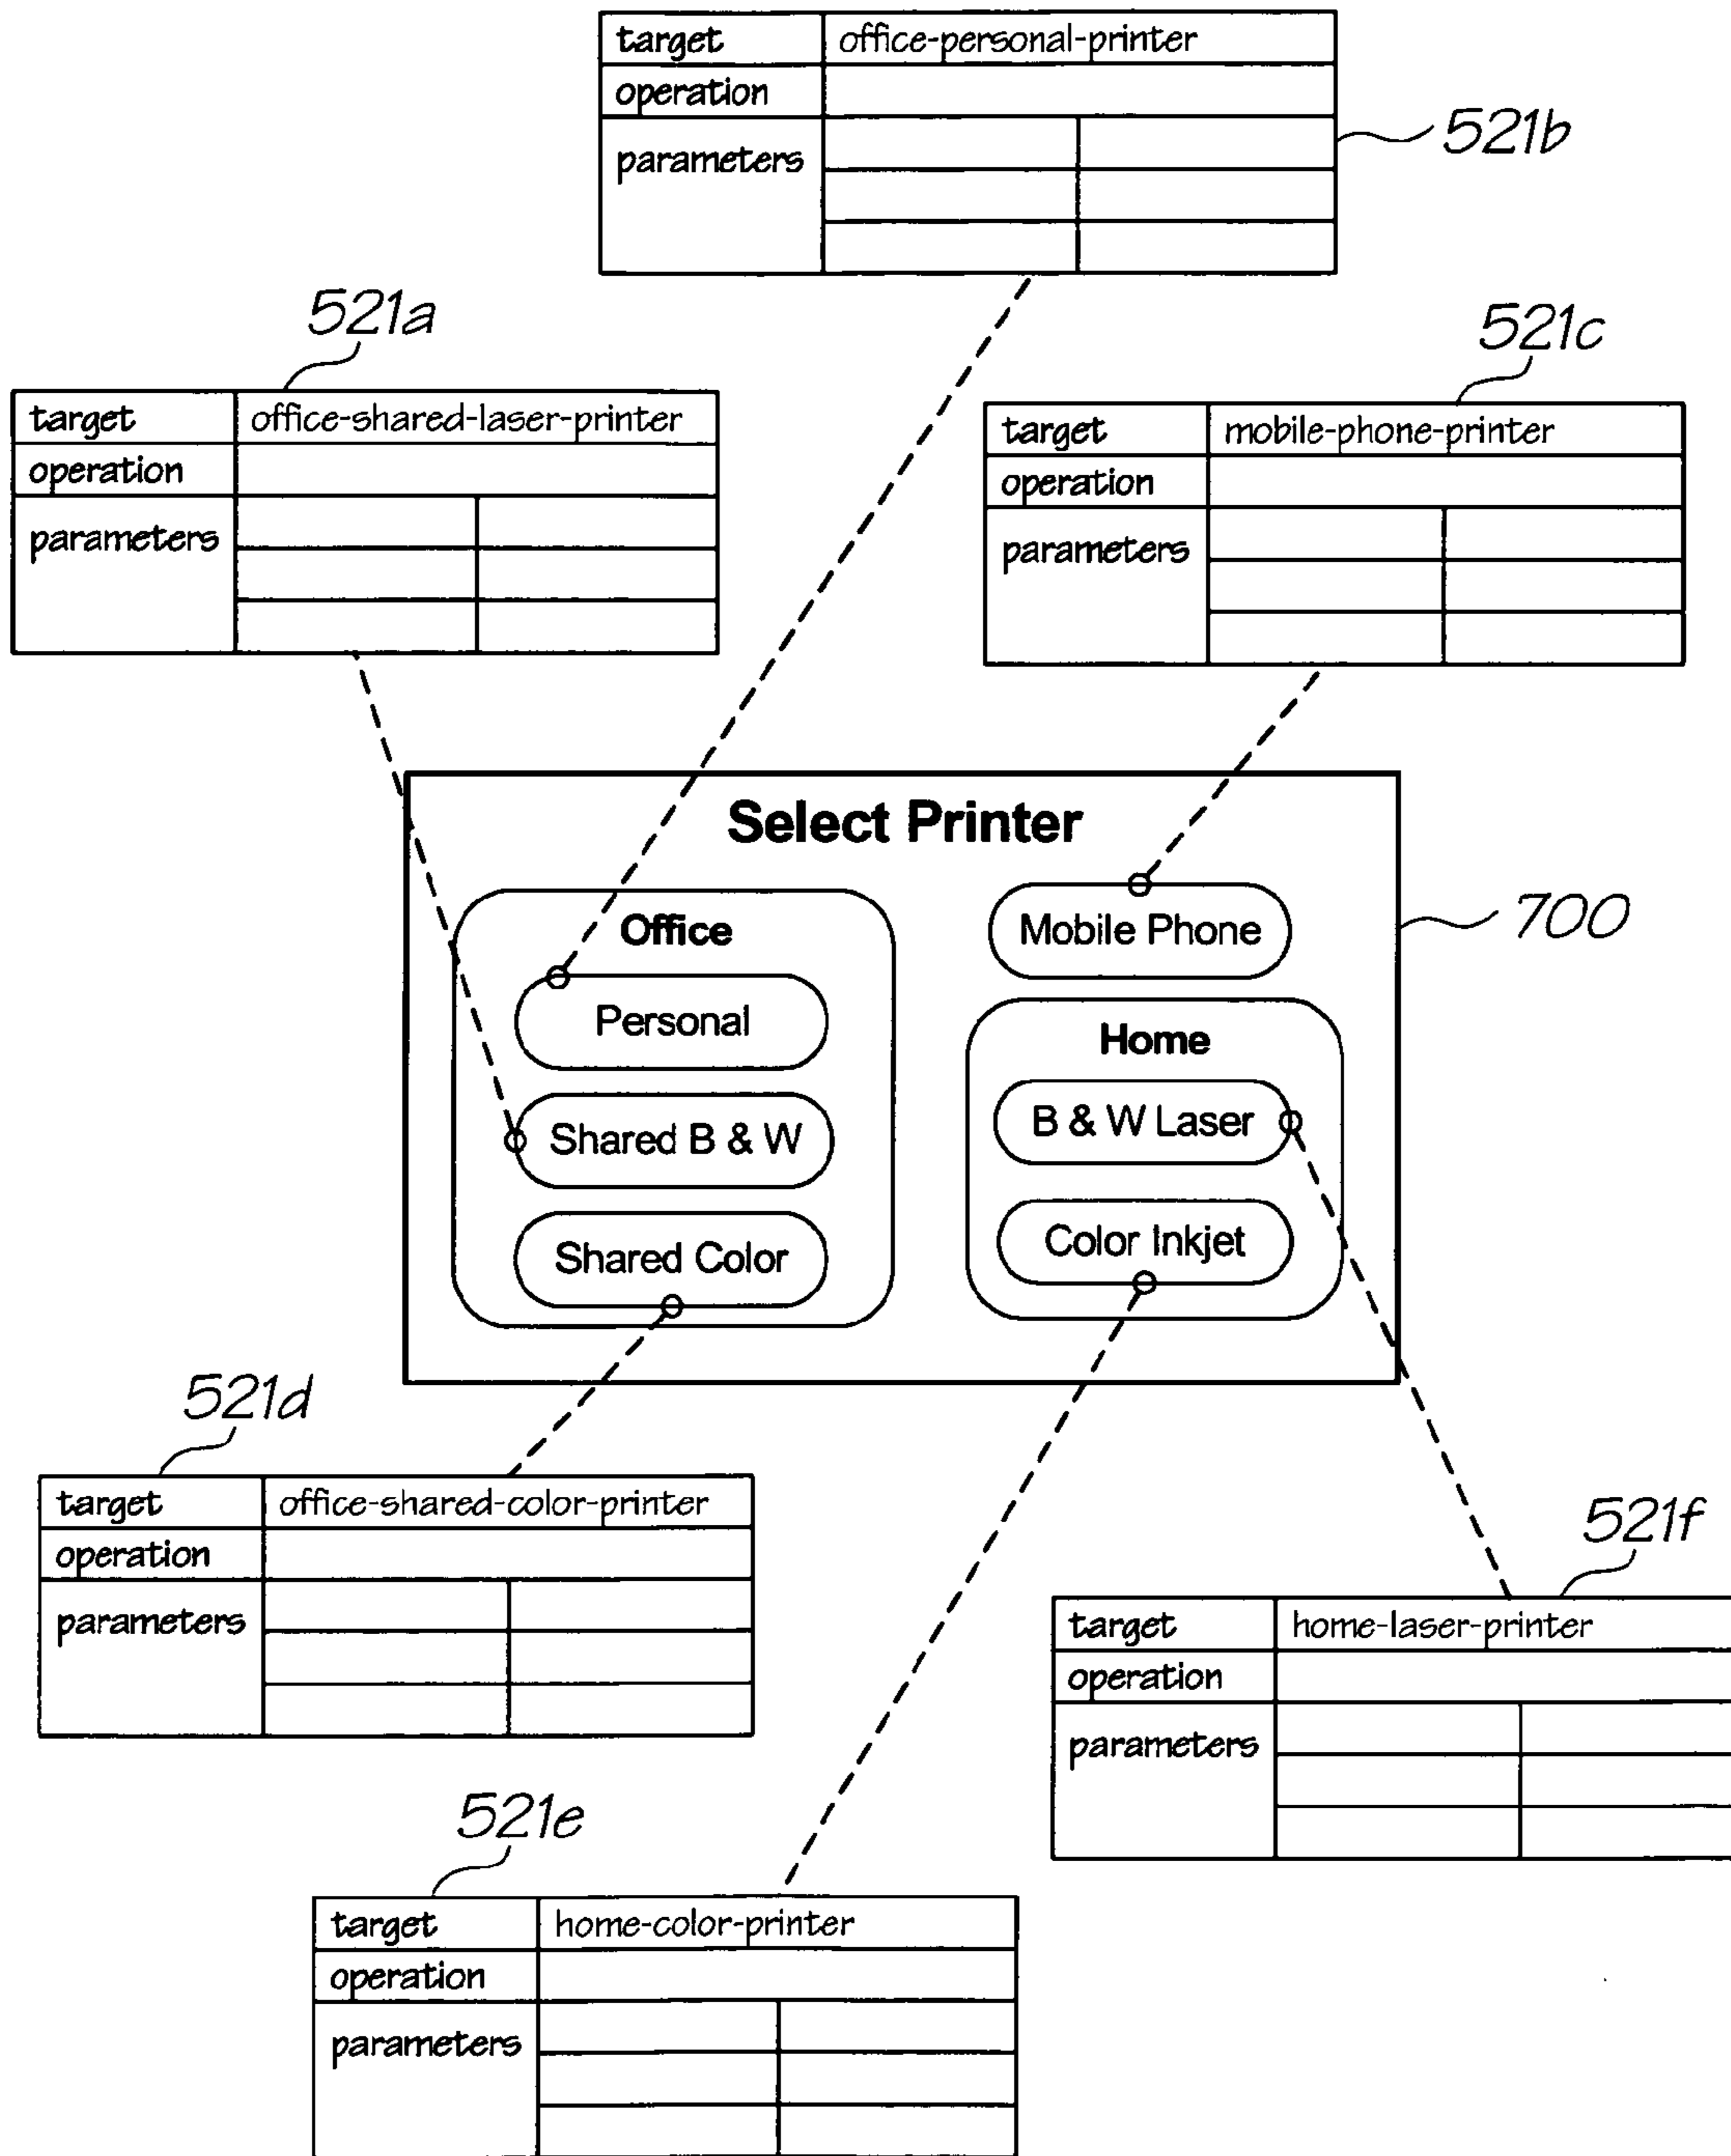 target office-personal-printer
operation
parameters
521b
521a
target office-shared-laser-printer
operation
parameters
521c
target mobile-phone-printer
operation
parameters
Select Printer
700
Office
Personal
Shared B & W
Shared Color
Mobile Phone
Home
B & W Laser
Color Inkjet
521d
target office-shared-color-printer
operation
parameters
521f
target home-laser-printer
operation
parameters
521e
target home-color-printer
operation
parameters